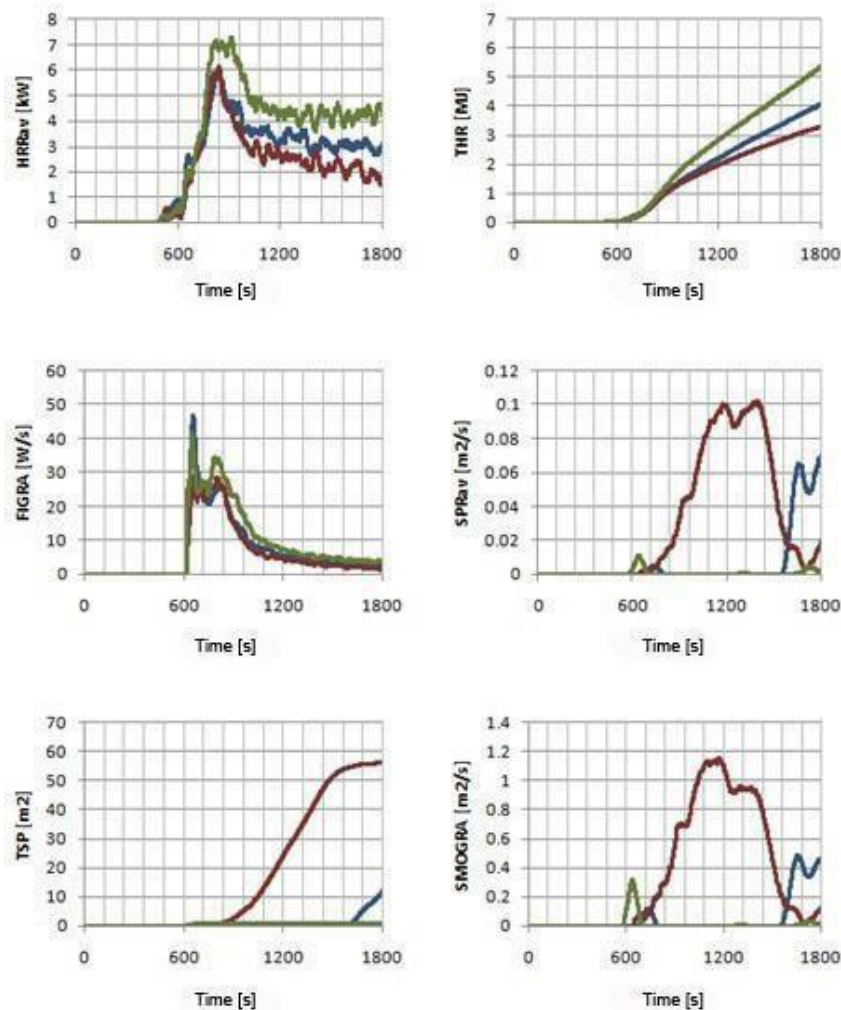 HRRav [kW]
8
7
6
5
4
3
2
1
0
0 600 1200 1800
Time [s]
THR [MJ]
7
6
5
4
3
2
1
0
0 600 1200 1800
Time [s]
FIGRA [W/s]
60
50
40
30
20
10
0
0 600 1200 1800
Time [s]
SPRav [m2/s]
0.12
0.1
0.08
0.06
0.04
0.02
0
0 600 1200 1800
Time [s]
TSP [m2]
70
60
50
40
30
20
10
0
0 600 1200 1800
Time [s]
SMOGRA [m2/s]
1.4
1.2
1
0.8
0.6
0.4
0.2
0
0 600 1200 1800
Time [s]